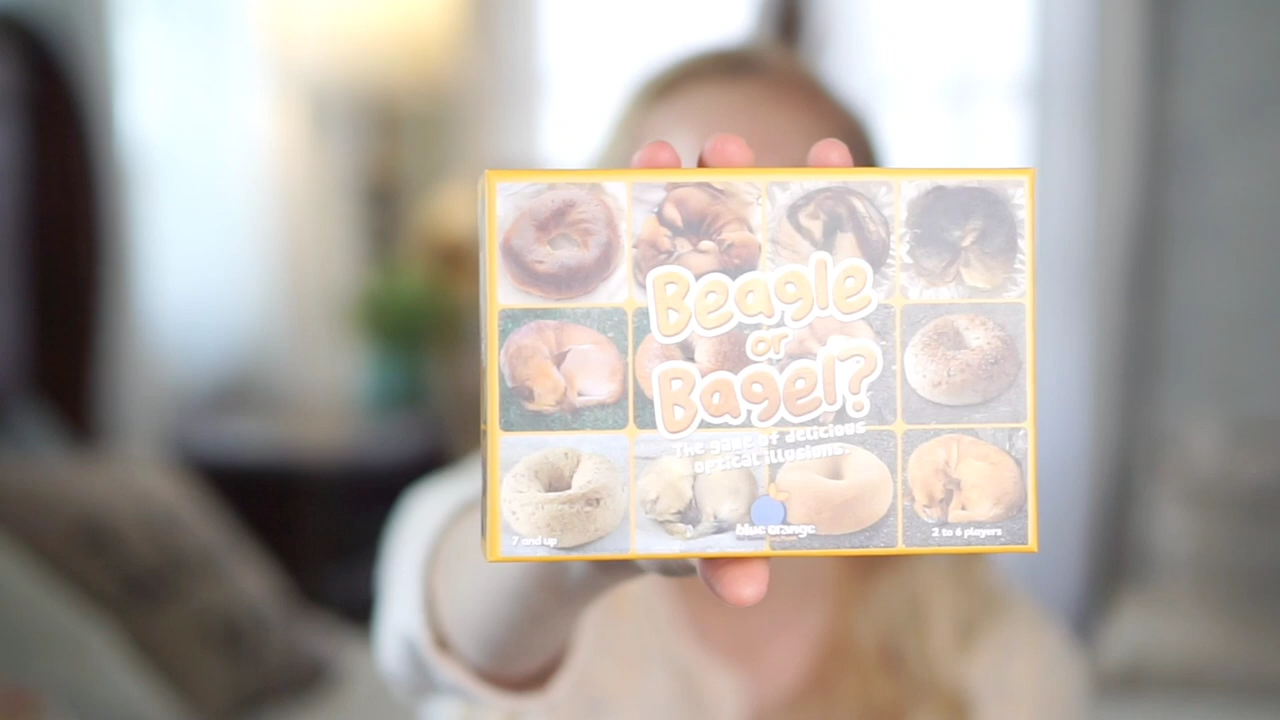 Beagle
or
Bagel?
The game of delicious
optical illusions.
blue orange
7 and up
2 to 6 players